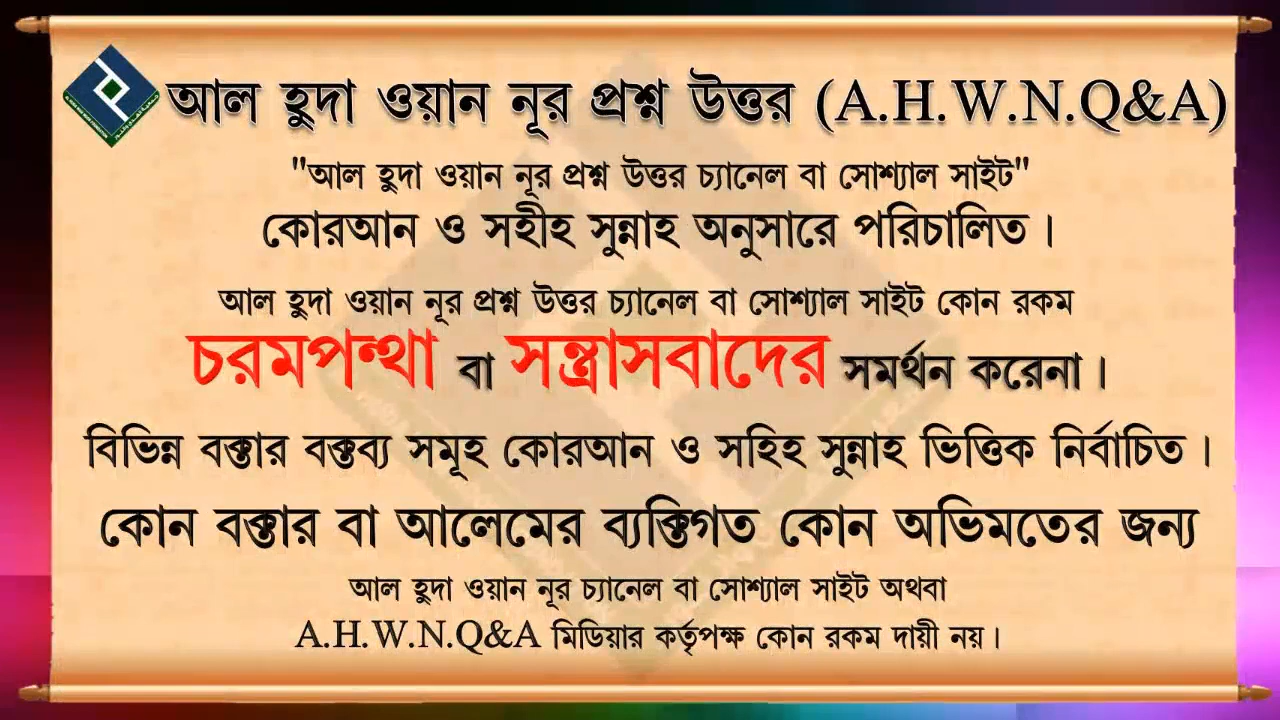 আল হুদা ওয়ান নূর প্রশ্ন উত্তর (A.H.W.N.Q&A)
"আল হুদা ওয়ান নূর প্রশ্ন উত্তর চ্যানেল বা সোশ্যাল সাইট"
কোরআন ও সহীহ সুন্নাহ অনুসারে পরিচালিত।
আল হুদা ওয়ান নূর প্রশ্ন উত্তর চ্যানেল বা সোশ্যাল সাইট কোন রকম
চরমপন্থা বা সন্ত্রাসবাদের সমর্থন করেনা।
বিভিন্ন বক্তার বক্তব্য সমূহ কোরআন ও সহিহ সুন্নাহ ভিত্তিক নির্বাচিত।
কোন বক্তার বা আলেমের ব্যক্তিগত কোন অভিমতের জন্য
আল হুদা ওয়ান নূর চ্যানেল বা সোশ্যাল সাইট অথবা
A.H.W.N.Q&A মিডিয়ার কর্তৃপক্ষ কোন রকম দায়ী নয়।